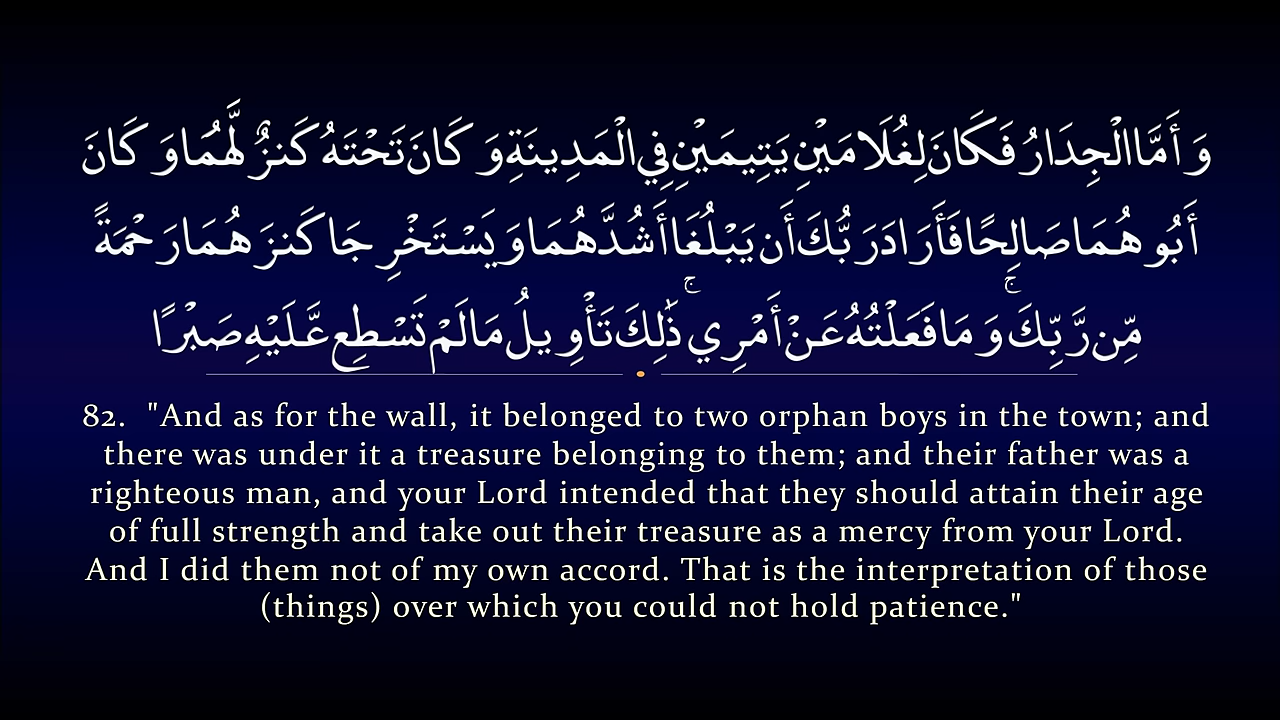 وَأَمَّا الْجِدَارُ فَكَانَ لِغُلَامَيْنِ يَتِيمَيْنِ فِي الْمَدِينَةِ وَكَانَ تَحْتَهُ كَنزٌ لَّهُمَا وَكَانَ
أَبُوهُمَا صَالِحًا فَأَرَادَ رَبُّكَ أَن يَبْلُغَا أَشُدَّهُمَا وَيَسْتَخْرِجَا كَنزَهُمَا رَحْمَةً
مِّن رَّبِّكَ ۚ وَمَا فَعَلْتُهُ عَنْ أَمْرِي ۚ ذَٰلِكَ تَأْوِيلُ مَا لَمْ تَسْطِع عَّلَيْهِ صَبْرًا
82. "And as for the wall, it belonged to two orphan boys in the town; and
there was under it a treasure belonging to them; and their father was a
righteous man, and your Lord intended that they should attain their age
of full strength and take out their treasure as a mercy from your Lord.
And I did them not of my own accord. That is the interpretation of those
(things) over which you could not hold patience."